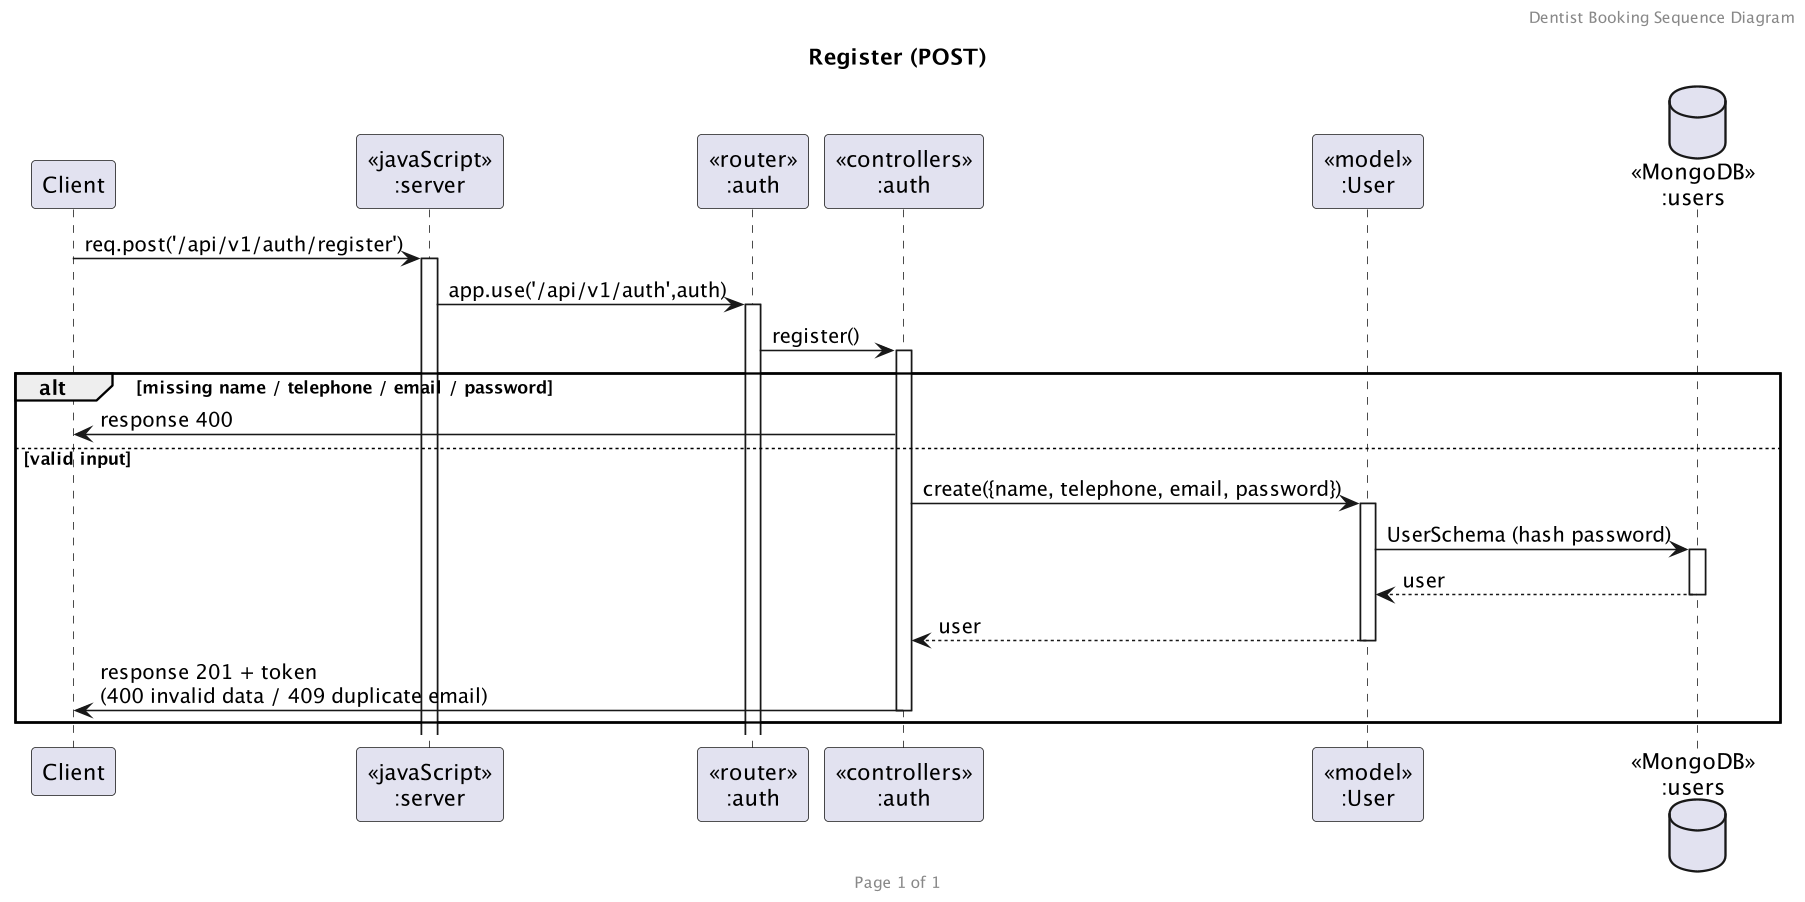 Dentist Booking Sequence Diagram
Register (POST)
Client
«javaScript»
:server
«router»
:auth
«controllers»
:auth
«model»
:User
«MongoDB»
:users
req.post('/api/v1/auth/register')
app.use('/api/v1/auth',auth)
register()
alt
[missing name / telephone / email / password]
response 400
[valid input]
create({name, telephone, email, password})
UserSchema (hash password)
user
user
response 201 + token
(400 invalid data / 409 duplicate email)
Client
«javaScript»
:server
«router»
:auth
«controllers»
:auth
«model»
:User
«MongoDB»
:users
Page 1 of 1